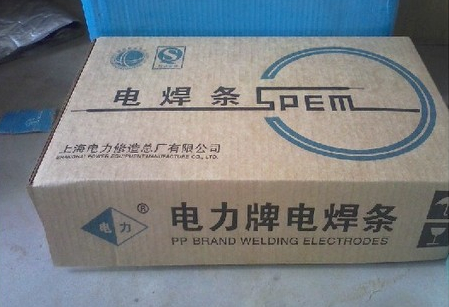 电焊条 SPEM
上海电力修造总厂有限公司
SHANGHAI POWER EQUIPMENT MANUFACTURE CO., LTD.
电力 ® 电力牌电焊条
PP BRAND WELDING ELECTRODES